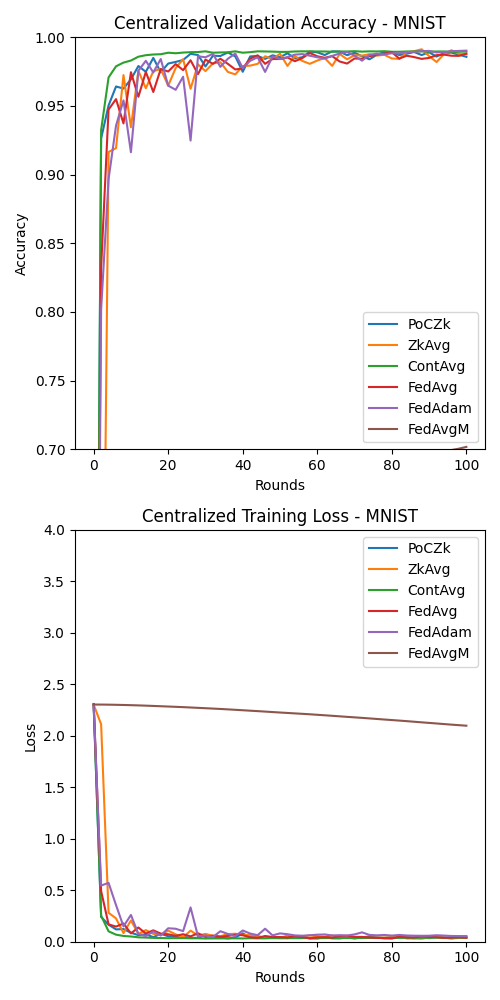 Centralized Validation Accuracy - MNIST
1.00
0.95
0.90
0.85
0.80
0.75
0.70
Accuracy
PoCZk
ZkAvg
ContAvg
FedAvg
FedAdam
FedAvgM
0 20 40 60 80 100
Rounds
Centralized Training Loss - MNIST
4.0
3.5
3.0
2.5
2.0
1.5
1.0
0.5
0.0
Loss
PoCZk
ZkAvg
ContAvg
FedAvg
FedAdam
FedAvgM
0 20 40 60 80 100
Rounds